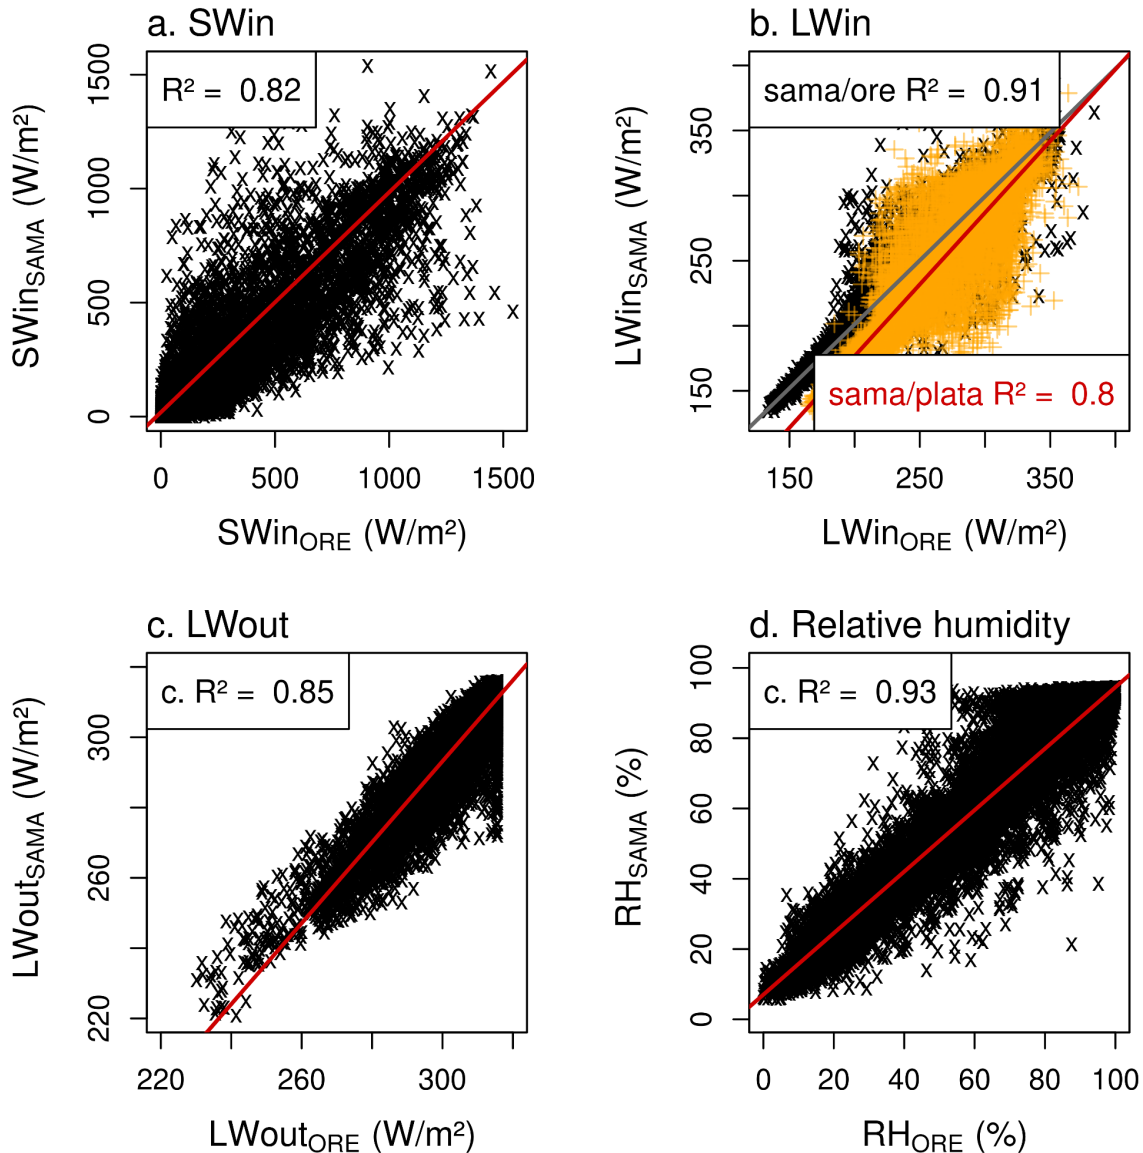 a. SWin
R² = 0.82
SWinSAMA (W/m²)
0
500
1000
1500
0
500
1000
1500
SWinORE (W/m²)
b. LWin
sama/ore R² = 0.91
sama/plata R² = 0.8
LWinSAMA (W/m²)
150
250
350
150
250
350
LWinORE (W/m²)
c. LWout
c. R² = 0.85
LWoutSAMA (W/m²)
220
260
300
220
260
300
LWoutORE (W/m²)
d. Relative humidity
c. R² = 0.93
RHSAMA (%)
0
20
40
60
80
100
0
20
40
60
80
100
RHORE (%)